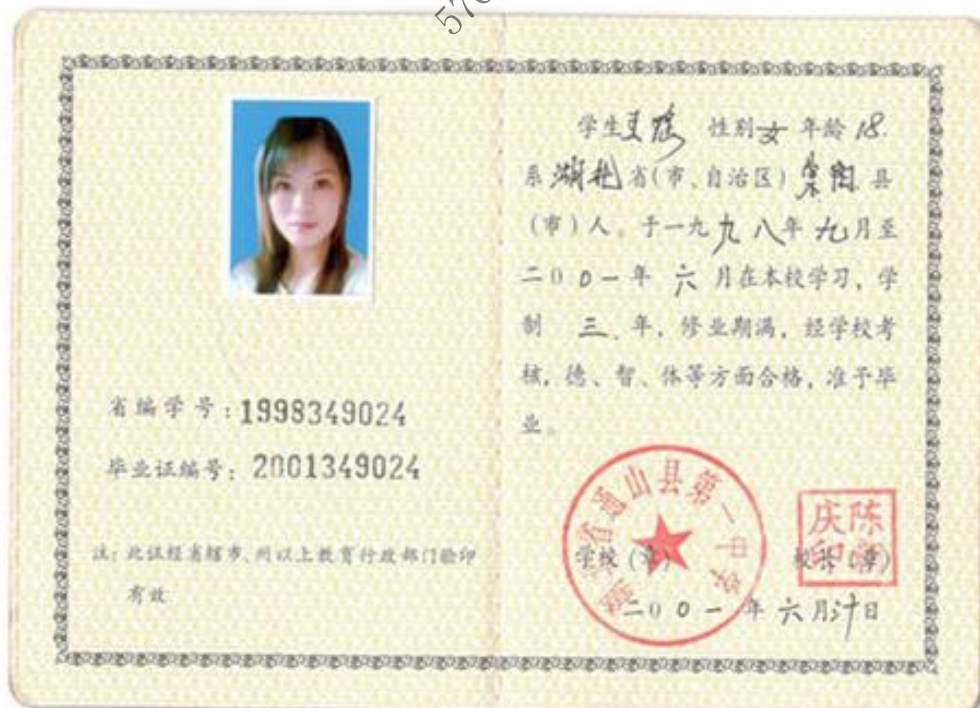 576
省编学号：1998349024
毕业证编号：2001349024
注：此证经省辖市、州以上教育行政部门验印
有效
学生 性别女 年龄18.
系湖北省(市、自治区) 县
(市)人。于一九九八年九月至
二00一年 六 月在本校学习，学
制 三 年，修业期满，经学校考
核，德、智、体等方面合格，准予毕
业。
省通山县第一中学
陈
庆
印
学校（章） 校长（章）
二00一年六月 日